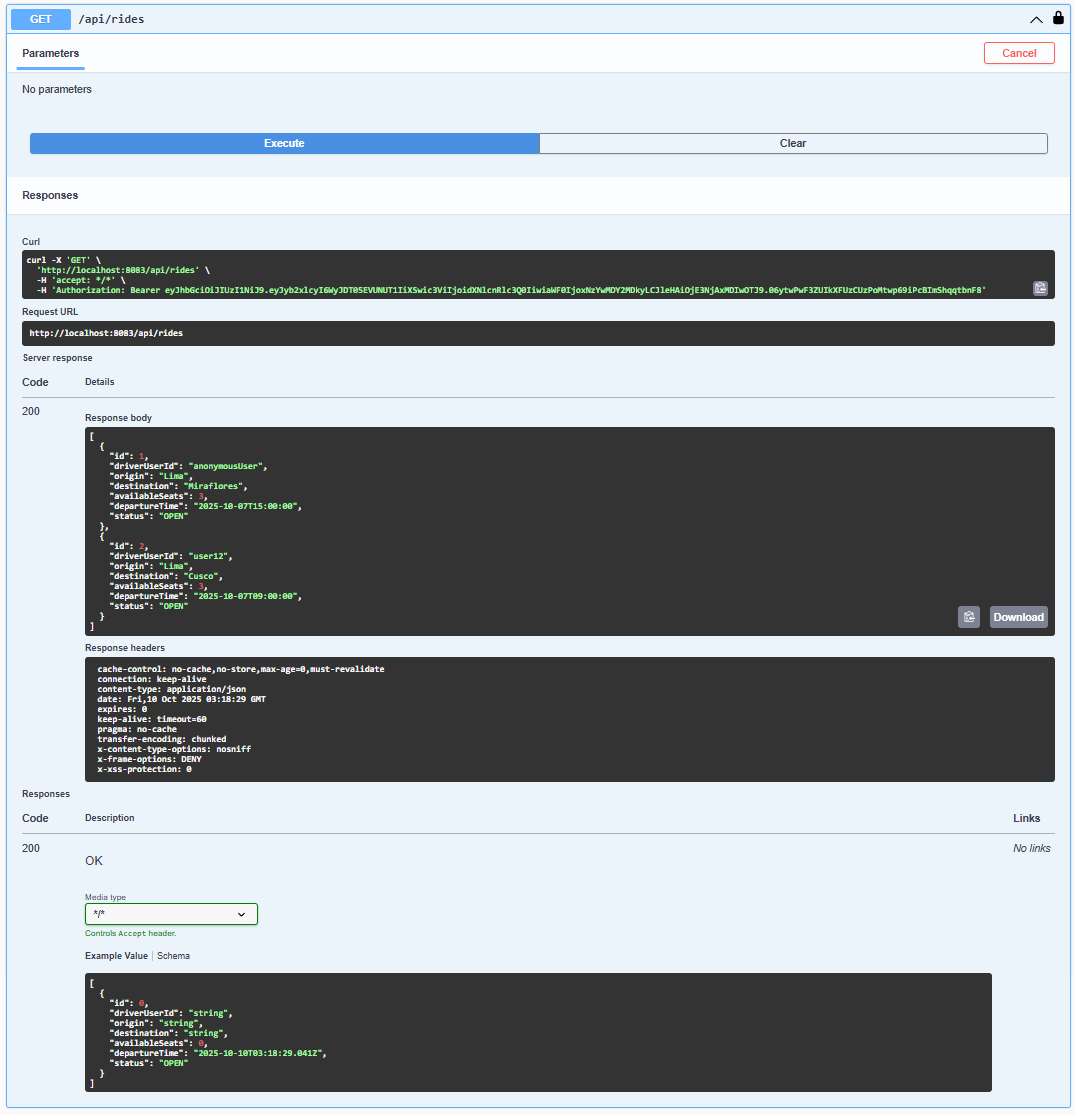 GET /api/rides
Parameters
Cancel
No parameters
Execute
Clear
Responses
Curl
curl -X 'GET' \
'http://localhost:8083/api/rides' \
-H 'accept: */*' \
-H 'Authorization: Bearer
Request URL
http://localhost:8083/api/rides
Server response
Code Details
200
Response body
[
{
"id": 1,
"driverUserId": "anonymousUser",
"origin": "Lima",
"destination": "Miraflores",
"availableSeats": 3,
"departureTime": "2025-10-07T15:00:00",
"status": "OPEN"
},
{
"id": 2,
"driverUserId": "user12",
"origin": "Lima",
"destination": "Cusco",
"availableSeats": 3,
"departureTime": "2025-10-07T09:00:00",
"status": "OPEN"
}
]
Download
Response headers
cache-control: no-cache,no-store,max-age=0,must-revalidate
connection: keep-alive
content-type: application/json
date: Fri,10 Oct 2025 03:18:29 GMT
expires: 0
keep-alive: timeout=60
pragma: no-cache
transfer-encoding: chunked
x-content-type-options: nosniff
x-frame-options: DENY
x-xss-protection: 0
Responses
Code Description Links
200
OK
No links
Media type
*/*
Controls Accept header.
Example Value | Schema
[
{
"id": 0,
"driverUserId": "string",
"origin": "string",
"destination": "string",
"availableSeats": 0,
"departureTime": "2025-10-10T03:18:29.041Z",
"status": "OPEN"
}
]